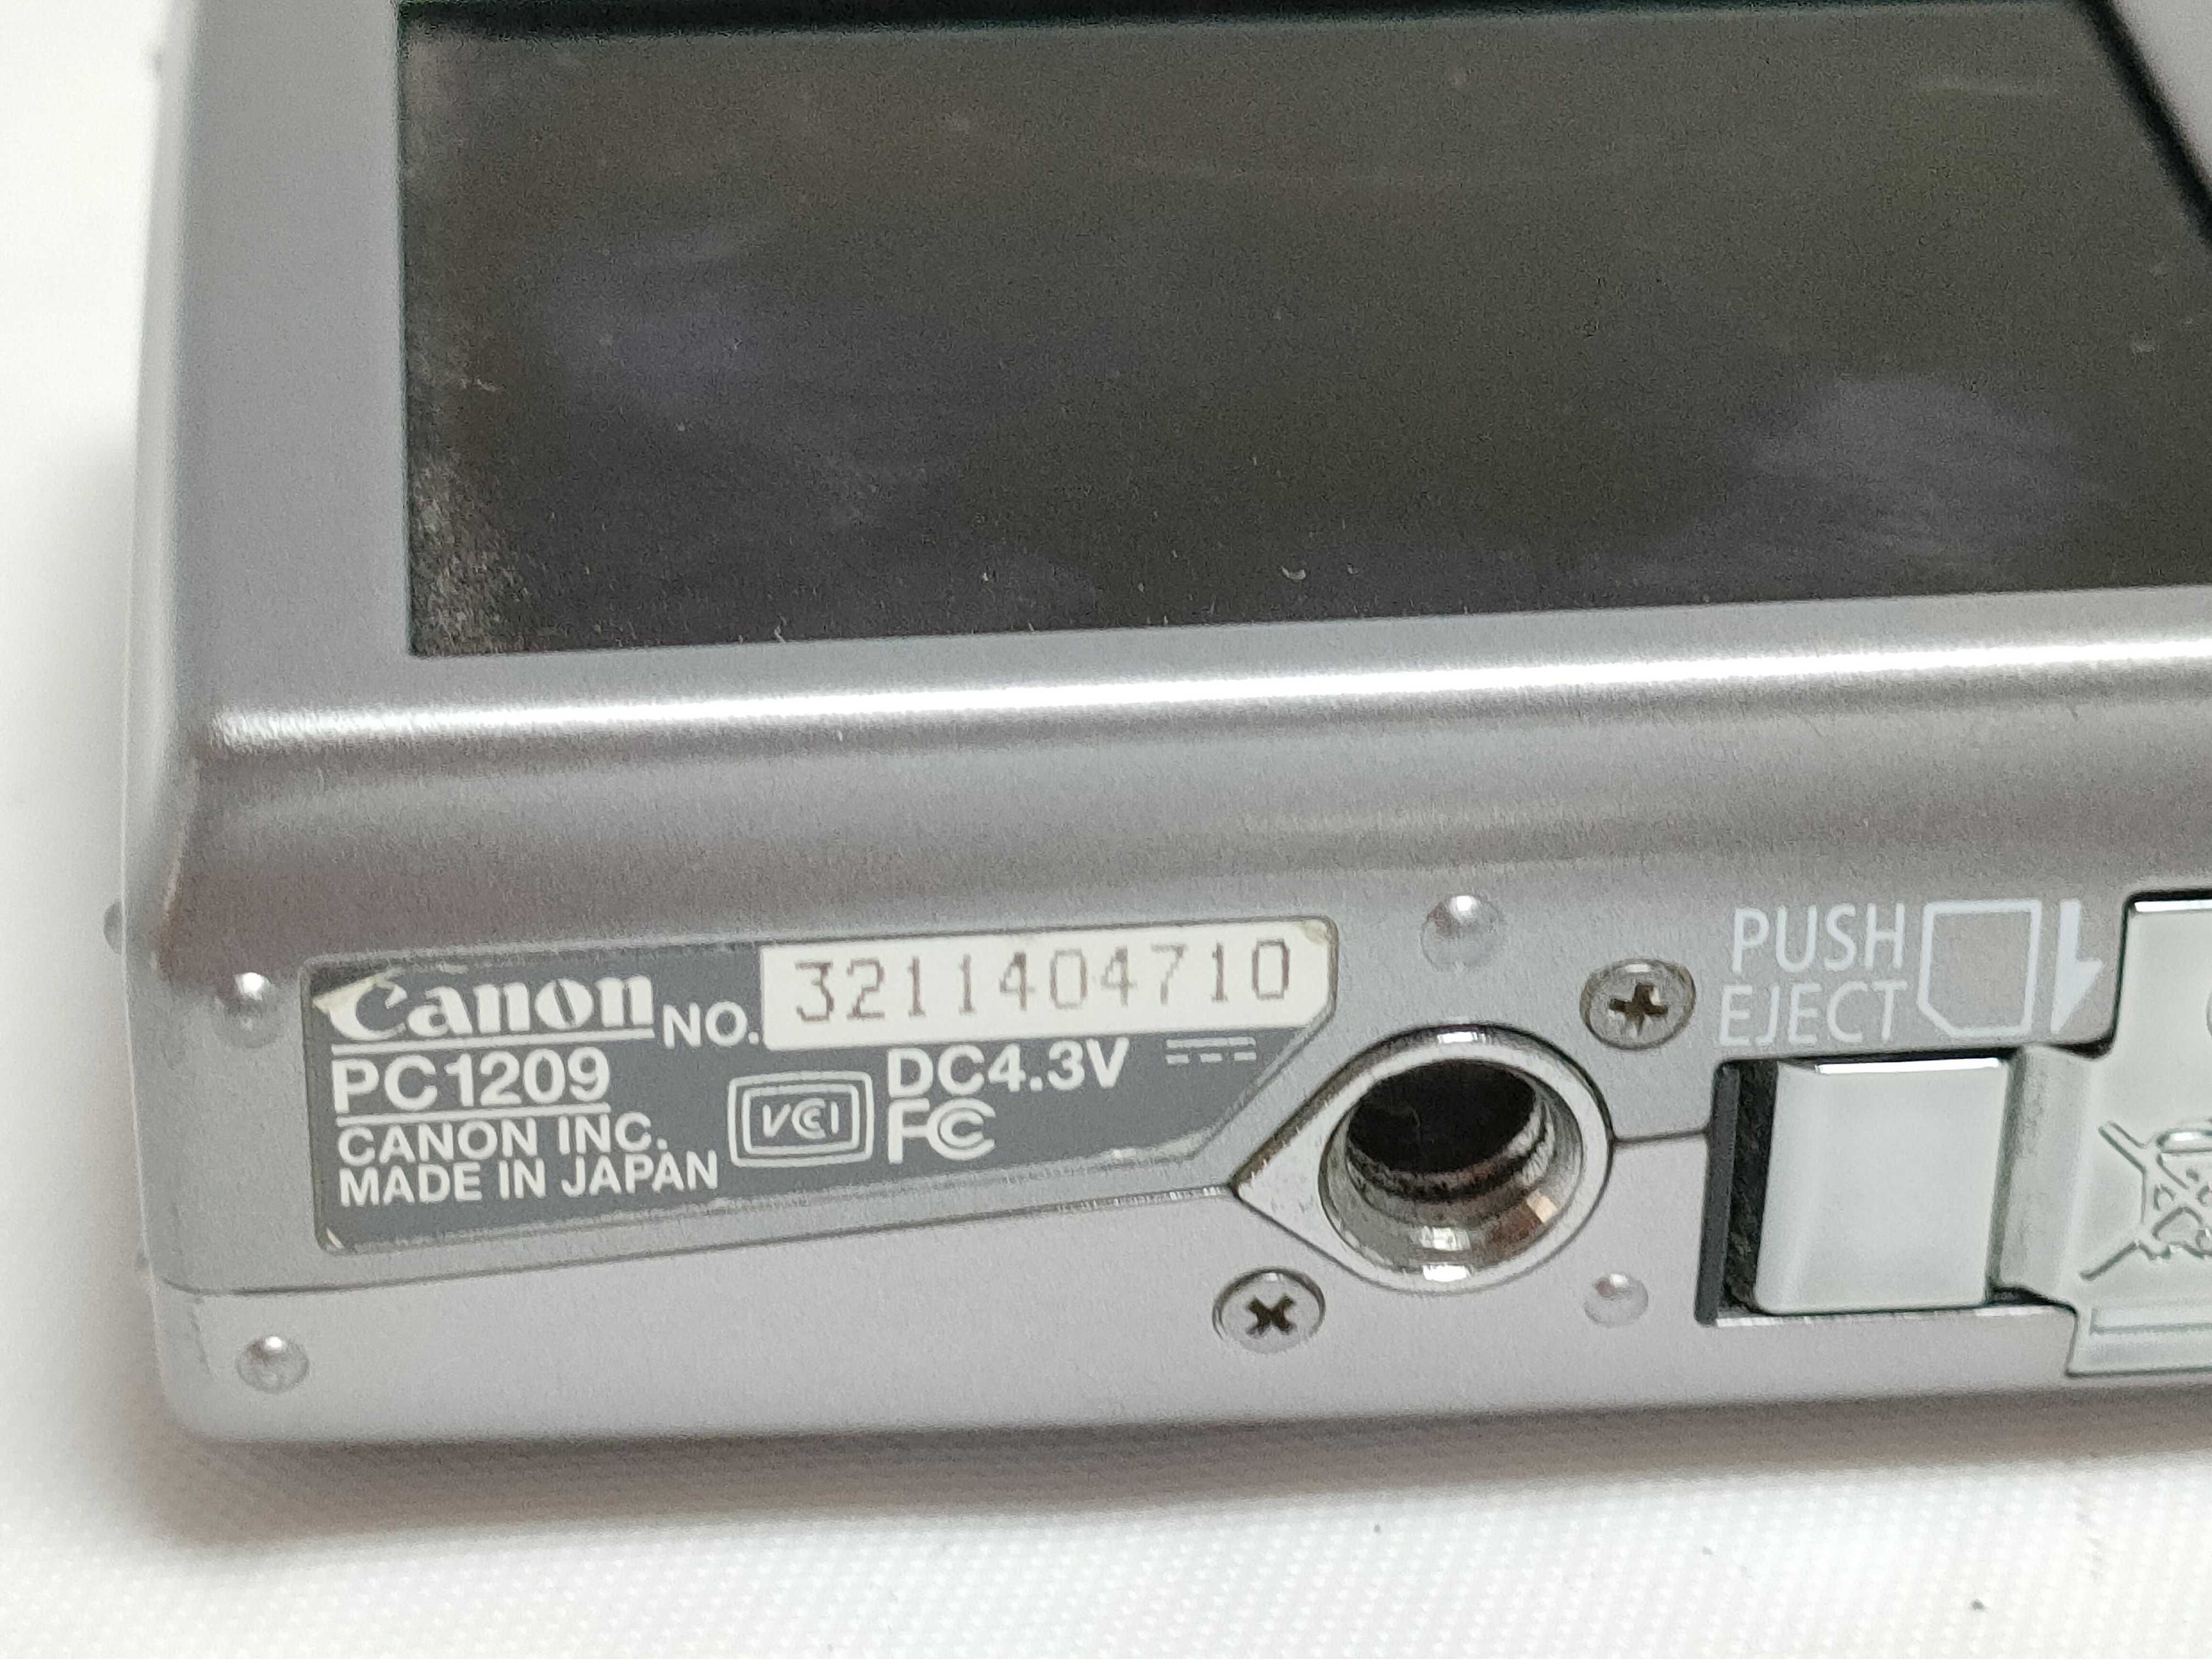 Canon NO. 3211404710
PC1209 DC4.3V
CANON INC. VCI FC
MADE IN JAPAN
PUSH
EJECT